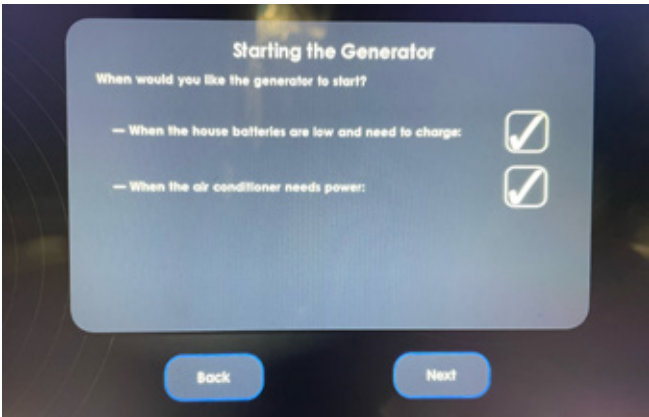 Starting the Generator
When would you like the generator to start?
– When the house batteries are low and need to charge:
– When the air conditioner needs power:
Back
Next